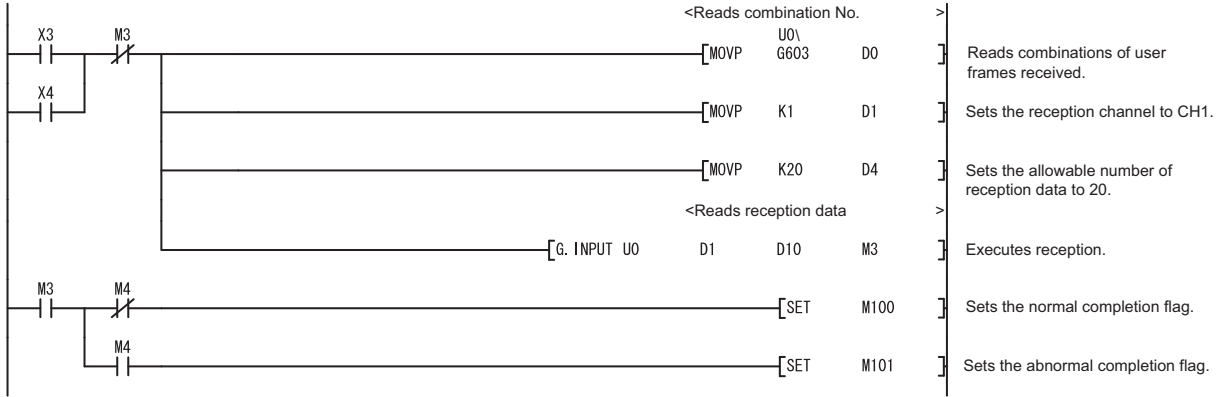 <Reads combination No. >
X3 M3 U0\
MOVP G603 D0 Reads combinations of user
frames received.
X4
MOVP K1 D1 Sets the reception channel to CH1.
MOVP K20 D4 Sets the allowable number of
reception data to 20.
<Reads reception data >
G.INPUT U0 D1 D10 M3 Executes reception.
M3 M4
SET M100 Sets the normal completion flag.
M4
SET M101 Sets the abnormal completion flag.